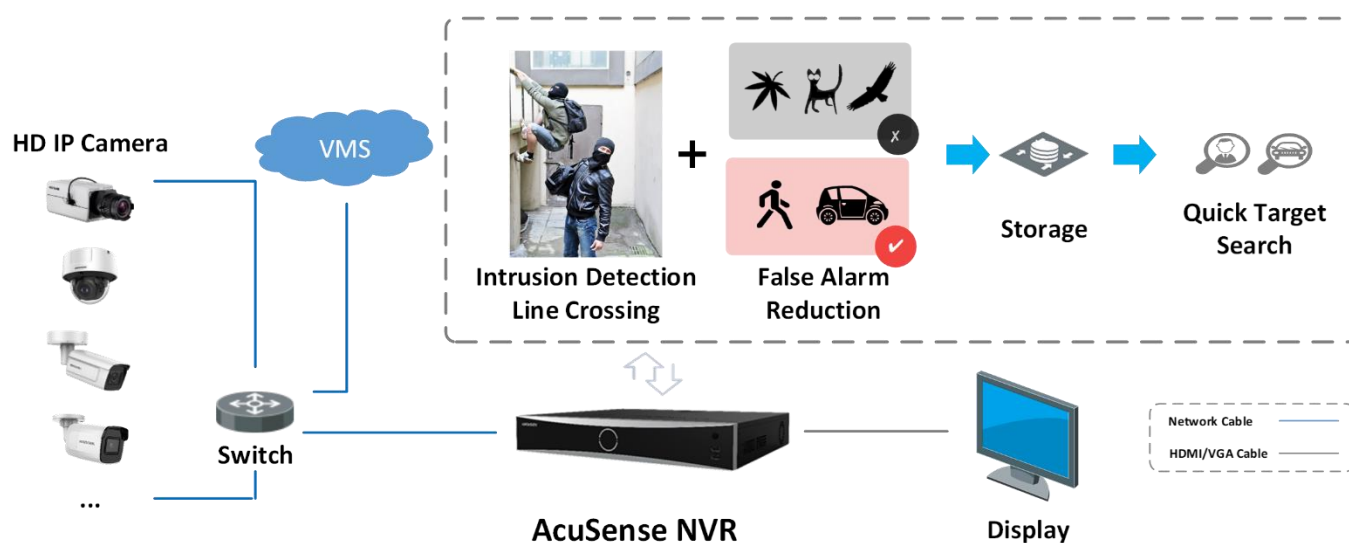 HD IP Camera
VMS
Intrusion Detection
Line Crossing
False Alarm
Reduction
Storage
Quick Target
Search
Switch
...
AcuSense NVR
Display
Network Cable
HDMI/VGA Cable